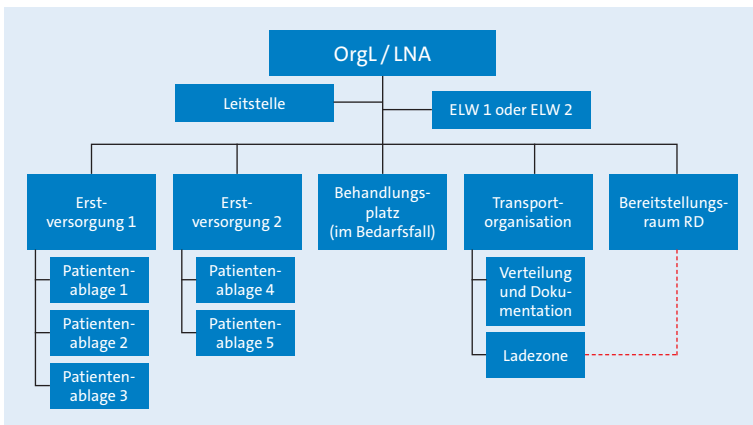 OrgL / LNA
Leitstelle
ELW 1 oder ELW 2
Erst-
versorgung 1
Erst-
versorgung 2
Behandlungs-
platz
(im Bedarfsfall)
Transport-
organisation
Bereitstellungs-
raum RD
Patienten-
ablage 1
Patienten-
ablage 2
Patienten-
ablage 3
Patienten-
ablage 4
Patienten-
ablage 5
Verteilung
und Doku-
mentation
Ladezone